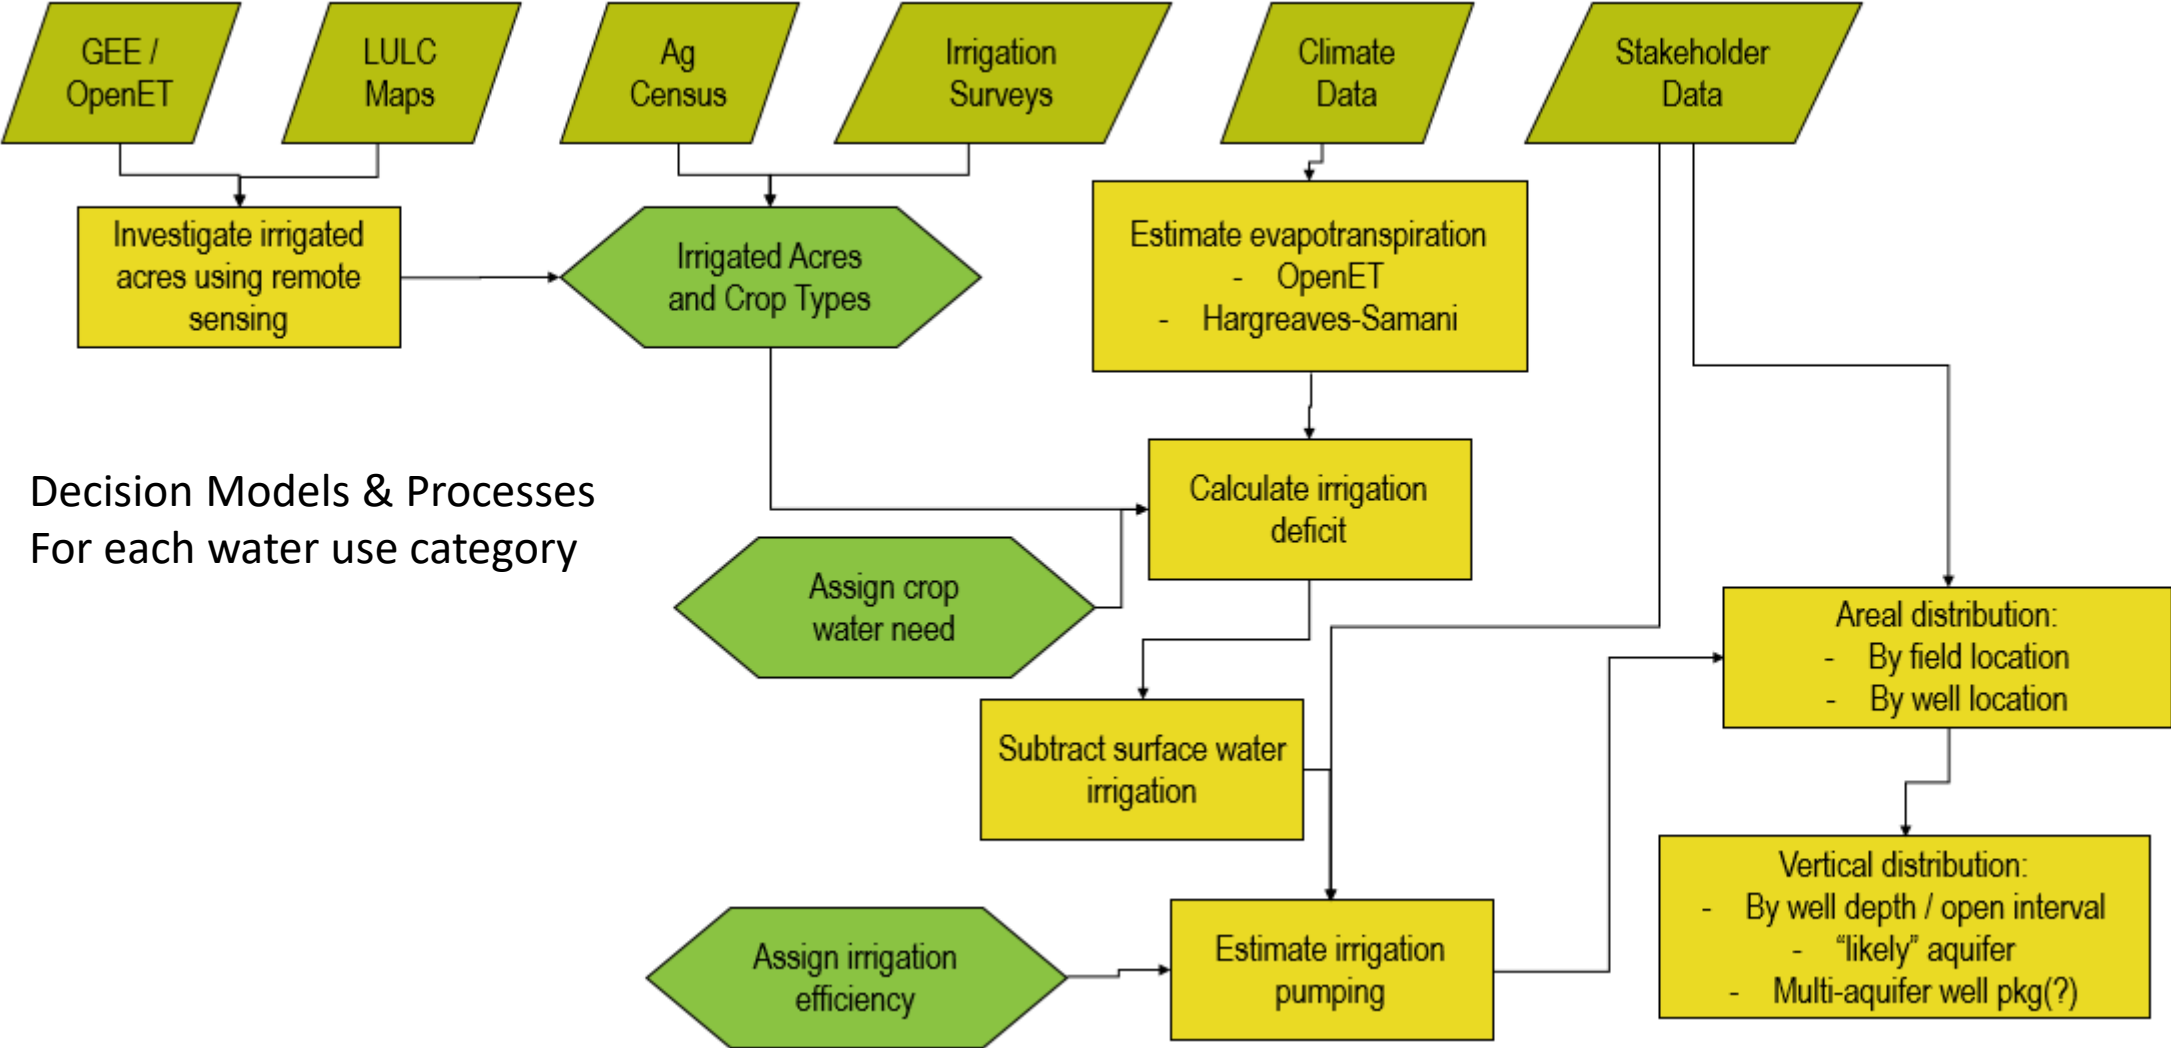 GEE /
OpenET
LULC
Maps
Ag
Census
Irrigation
Surveys
Climate
Data
Stakeholder
Data
Investigate irrigated
acres using remote
sensing
Irrigated Acres
and Crop Types
Estimate evapotranspiration
- OpenET
- Hargreaves-Samani
Decision Models & Processes
For each water use category
Calculate irrigation
deficit
Assign crop
water need
Areal distribution:
- By field location
- By well location
Subtract surface water
irrigation
Vertical distribution:
- By well depth / open interval
- “likely” aquifer
- Multi-aquifer well pkg(?)
Assign irrigation
efficiency
Estimate irrigation
pumping